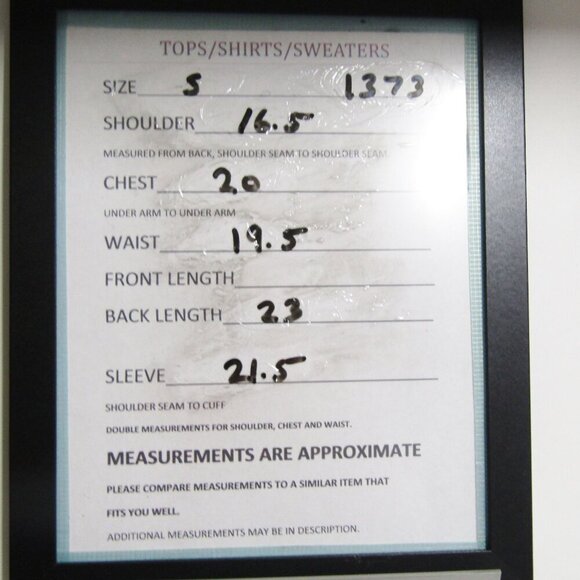 TOPS/SHIRTS/SWEATERS
SIZE S 1373
SHOULDER 16.5
MEASURED FROM BACK, SHOULDER SEAM TO SHOULDER SEAM.
CHEST 20
UNDER ARM TO UNDER ARM
WAIST 19.5
FRONT LENGTH
BACK LENGTH 23
SLEEVE 21.5
SHOULDER SEAM TO CUFF
DOUBLE MEASUREMENTS FOR SHOULDER, CHEST AND WAIST.
MEASUREMENTS ARE APPROXIMATE
PLEASE COMPARE MEASUREMENTS TO A SIMILAR ITEM THAT
FITS YOU WELL.
ADDITIONAL MEASUREMENTS MAY BE IN DESCRIPTION.